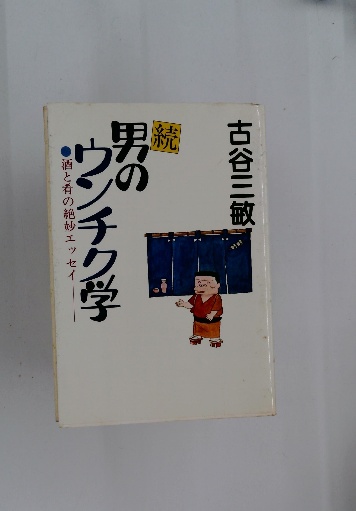 古谷三敏
続
男の
ウンチク学
●酒と肴の絶妙エッセイ──